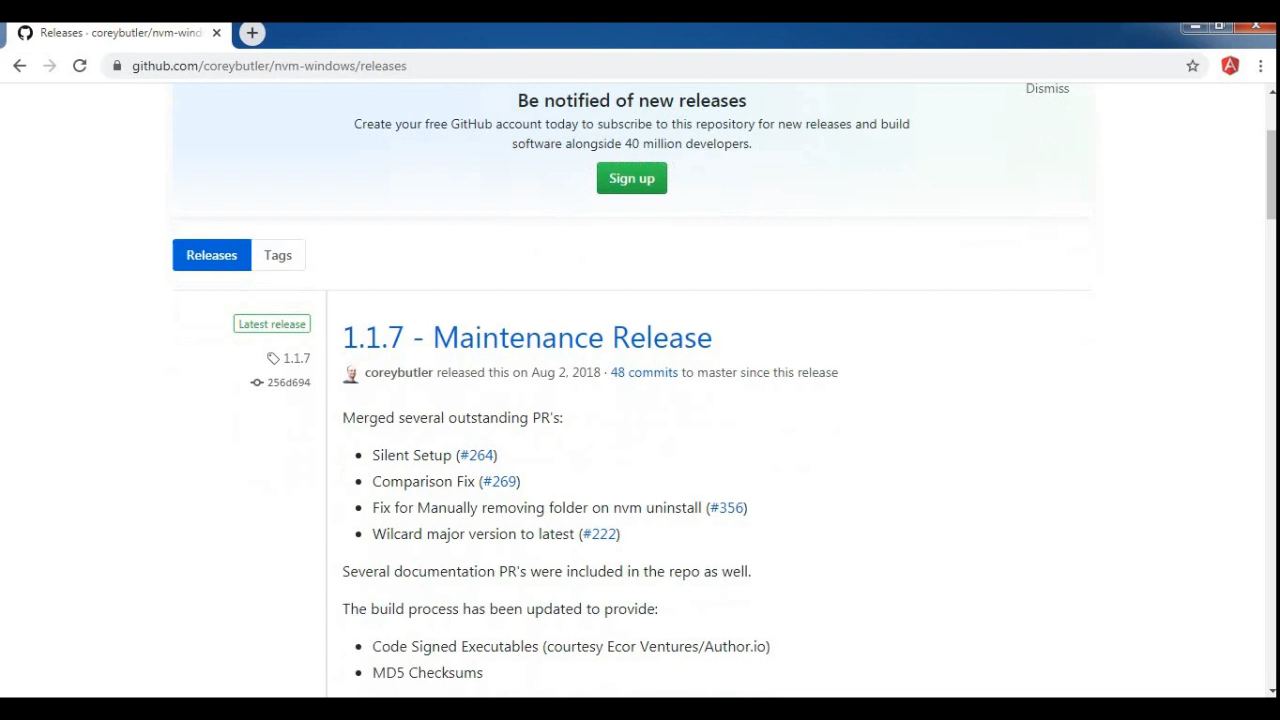 Releases · coreybutler/nvm-wind
github.com/coreybutler/nvm-windows/releases
Dismiss
Be notified of new releases
Create your free GitHub account today to subscribe to this repository for new releases and build
software alongside 40 million developers.
Sign up
Releases
Tags
Latest release
1.1.7
256d694
1.1.7 - Maintenance Release
coreybutler released this on Aug 2, 2018 · 48 commits to master since this release
Merged several outstanding PR's:
• Silent Setup (#264)
• Comparison Fix (#269)
• Fix for Manually removing folder on nvm uninstall (#356)
• Wilcard major version to latest (#222)
Several documentation PR's were included in the repo as well.
The build process has been updated to provide:
• Code Signed Executables (courtesy Ecor Ventures/Author.io)
• MD5 Checksums